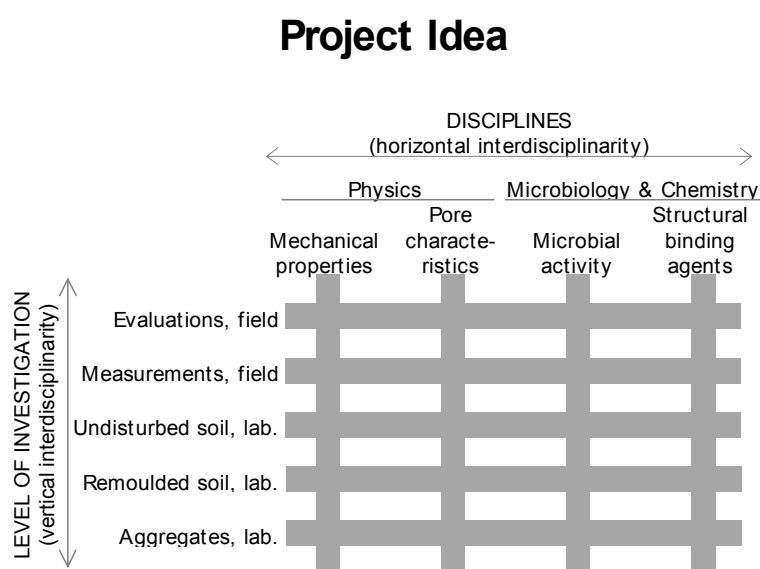 Project Idea
DISCIPLINES
(horizontal interdisciplinarity)
Physics
Microbiology & Chemistry
Mechanical
properties
Pore
characte-
ristics
Microbial
activity
Structural
binding
agents
LEVEL OF INVESTIGATION
(vertical interdisciplinarity)
Evaluations, field
Measurements, field
Undisturbed soil, lab.
Remoulded soil, lab.
Aggregates, lab.